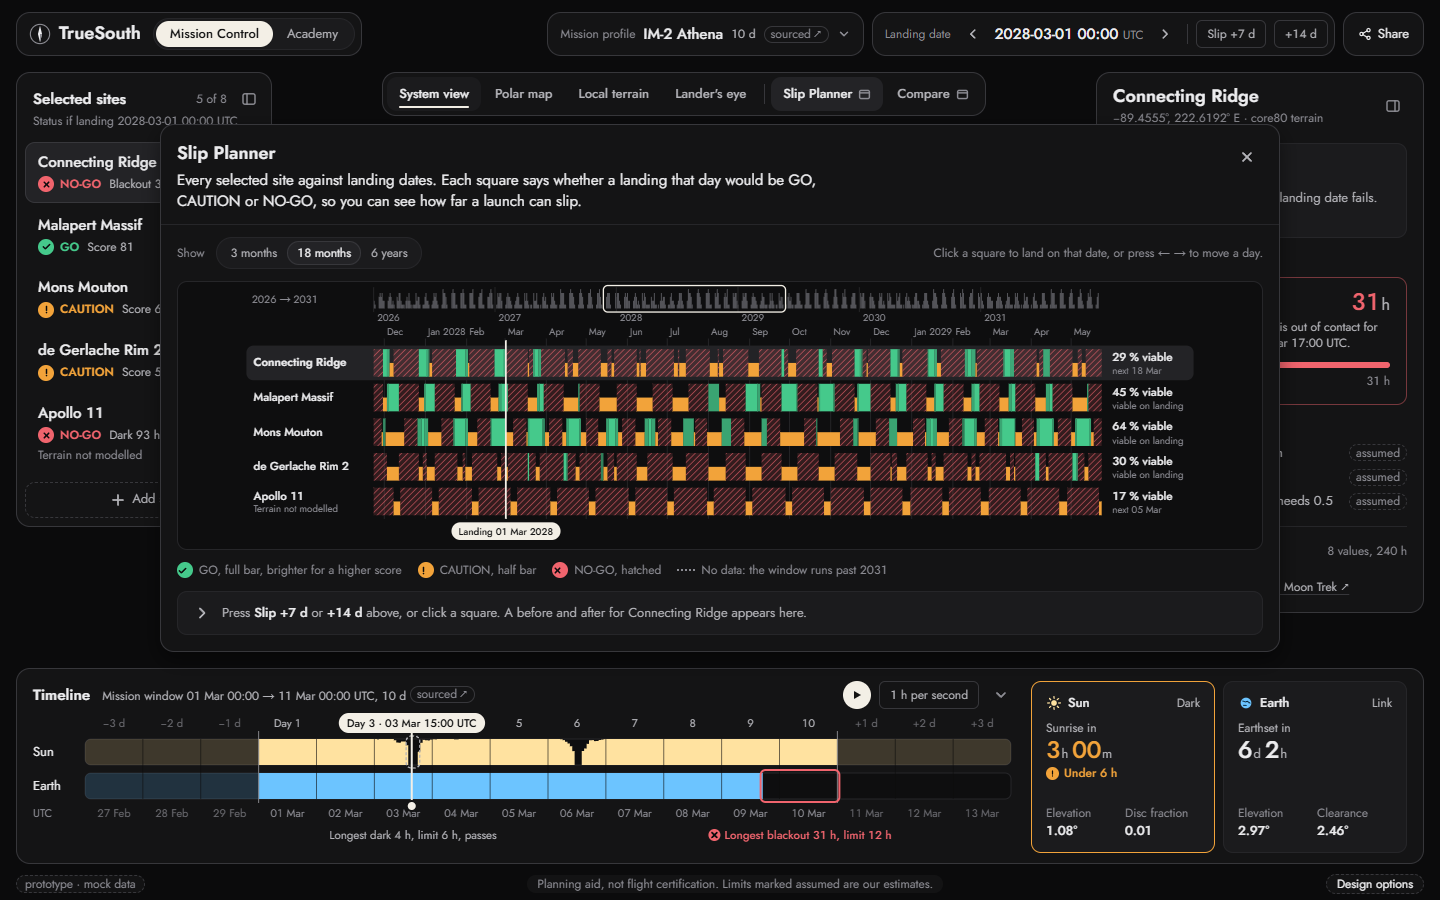 TrueSouth
Mission Control
Academy
Mission profile IM-2 Athena 10 d sourced ↗
Landing date 2028-03-01 00:00 UTC
Slip +7 d
+14 d
Share
Selected sites 5 of 8
Status if landing 2028-03-01 00:00 UTC
Connecting Ridge
NO-GO Blackout 3
Malapert Massif
GO Score 81
Mons Mouton
CAUTION Score 6
de Gerlache Rim 2
CAUTION Score 5
Apollo 11
NO-GO Dark 93 h
Terrain not modelled
+ Add
System view
Polar map
Local terrain
Lander's eye
Slip Planner
Compare
Connecting Ridge
−89.4555°, 222.6192° E · core80 terrain
landing date fails.
31 h
is out of contact for
ar 17:00 UTC.
31 h
assumed
assumed
needs 0.5 assumed
8 values, 240 h
Moon Trek ↗
Slip Planner
Every selected site against landing dates. Each square says whether a landing that day would be GO,
CAUTION or NO-GO, so you can see how far a launch can slip.
Show 3 months 18 months 6 years
Click a square to land on that date, or press ← → to move a day.
2026 → 2031
2026 2027 2028 2029 2030 2031
Dec Jan 2028 Feb Mar Apr May Jun Jul Aug Sep Oct Nov Dec Jan 2029 Feb Mar Apr May
Connecting Ridge 29 % viable
next 18 Mar
Malapert Massif 45 % viable
viable on landing
Mons Mouton 64 % viable
viable on landing
de Gerlache Rim 2 30 % viable
viable on landing
Apollo 11 17 % viable
Terrain not modelled next 05 Mar
Landing 01 Mar 2028
GO, full bar, brighter for a higher score
CAUTION, half bar
NO-GO, hatched
No data: the window runs past 2031
Press Slip +7 d or +14 d above, or click a square. A before and after for Connecting Ridge appears here.
Timeline Mission window 01 Mar 00:00 → 11 Mar 00:00 UTC, 10 d sourced ↗
1 h per second
−3 d −2 d −1 d Day 1 Day 3 · 03 Mar 15:00 UTC 5 6 7 8 9 10 +1 d +2 d +3 d
Sun
Earth
UTC 27 Feb 28 Feb 29 Feb 01 Mar 02 Mar 03 Mar 04 Mar 05 Mar 06 Mar 07 Mar 08 Mar 09 Mar 10 Mar 11 Mar 12 Mar 13 Mar
Longest dark 4 h, limit 6 h, passes
Longest blackout 31 h, limit 12 h
Sun Dark
Sunrise in
3 h 00 m
Under 6 h
Elevation Disc fraction
1.08° 0.01
Earth Link
Earthset in
6 d 2 h
Elevation Clearance
2.97° 2.46°
prototype · mock data
Planning aid, not flight certification. Limits marked assumed are our estimates.
Design options